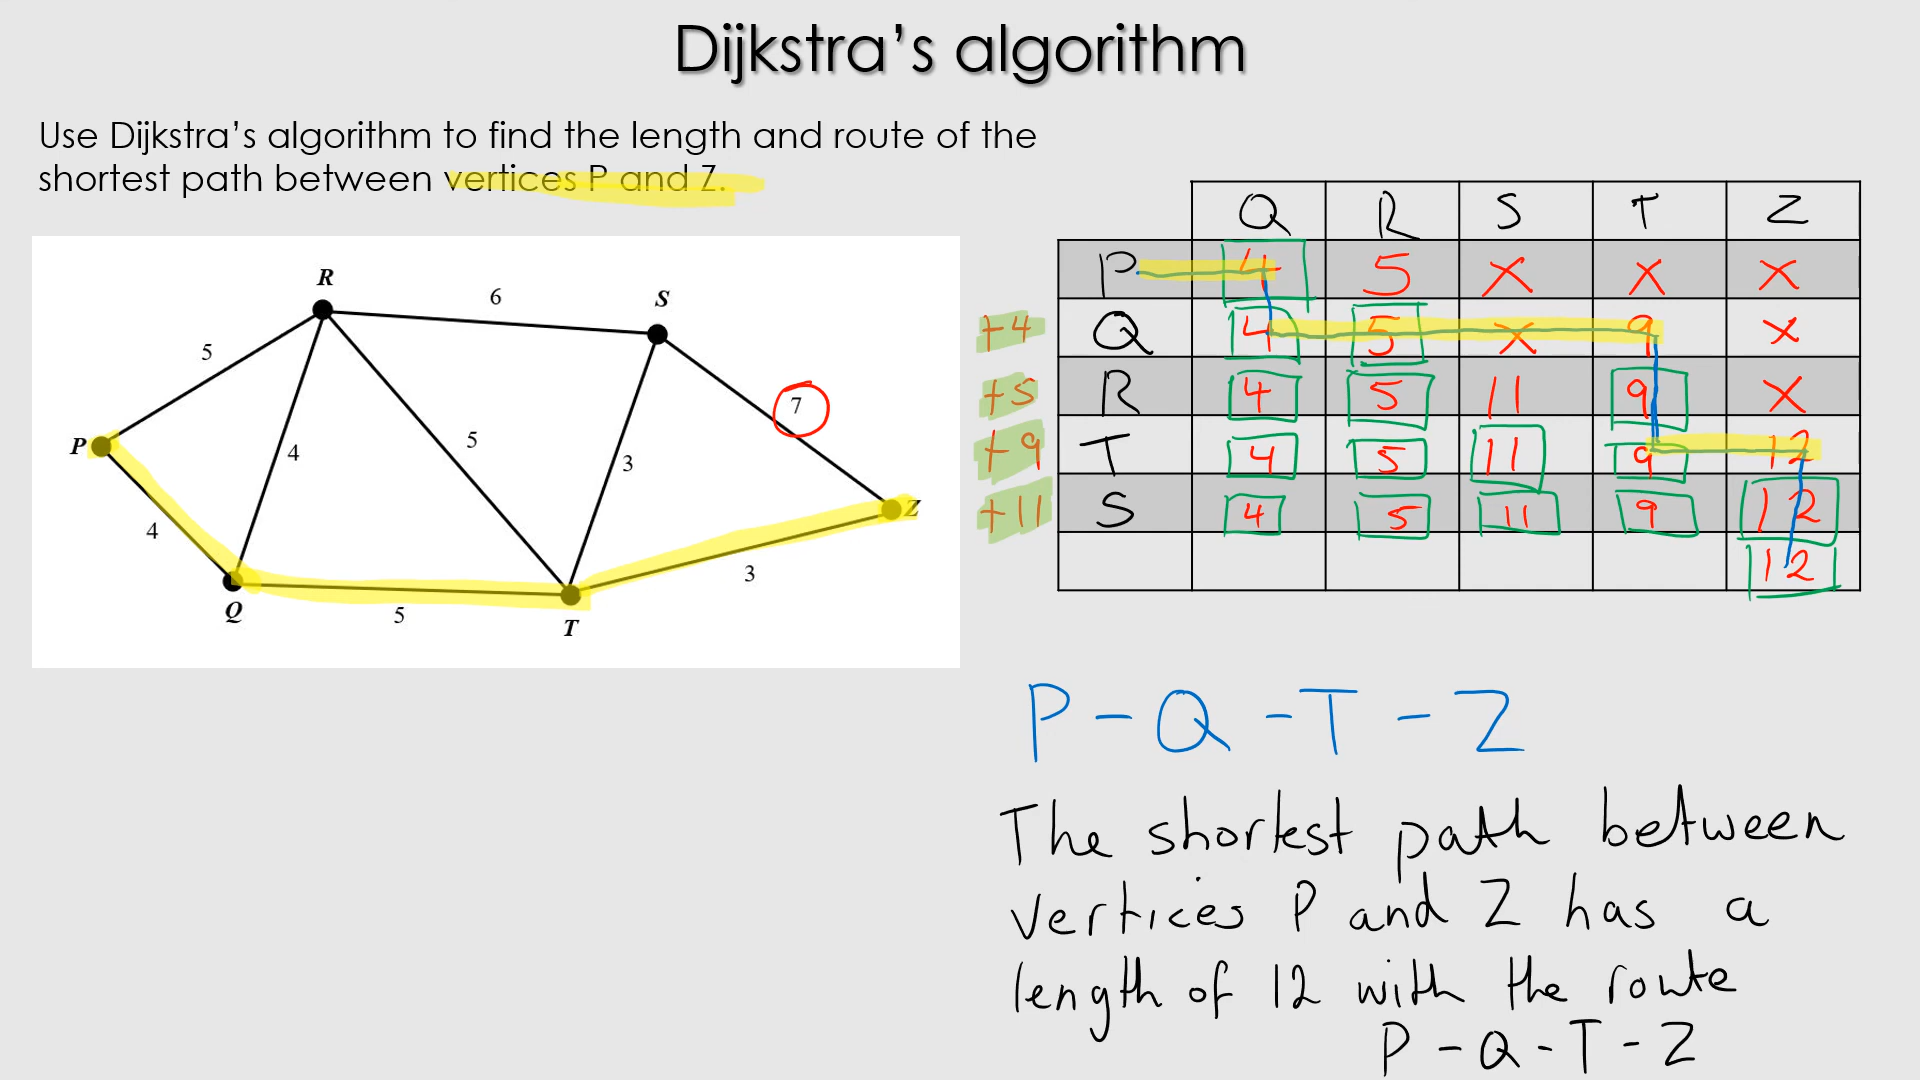 Dijkstra's algorithm
Use Dijkstra's algorithm to find the length and route of the
shortest path between vertices P and Z.
R
6
S
5
7
P
4
5
3
Z
4
3
Q
5
T
Q R S T Z
P 4 5 X X X
+4 Q 4 5 X 9 X
+5 R 4 5 11 9 X
+9 T 4 5 11 9 12
+11 S 4 5 11 9 12
12
P - Q - T - Z
The shortest path between
vertices P and Z has a
length of 12 with the route
P - Q - T - Z